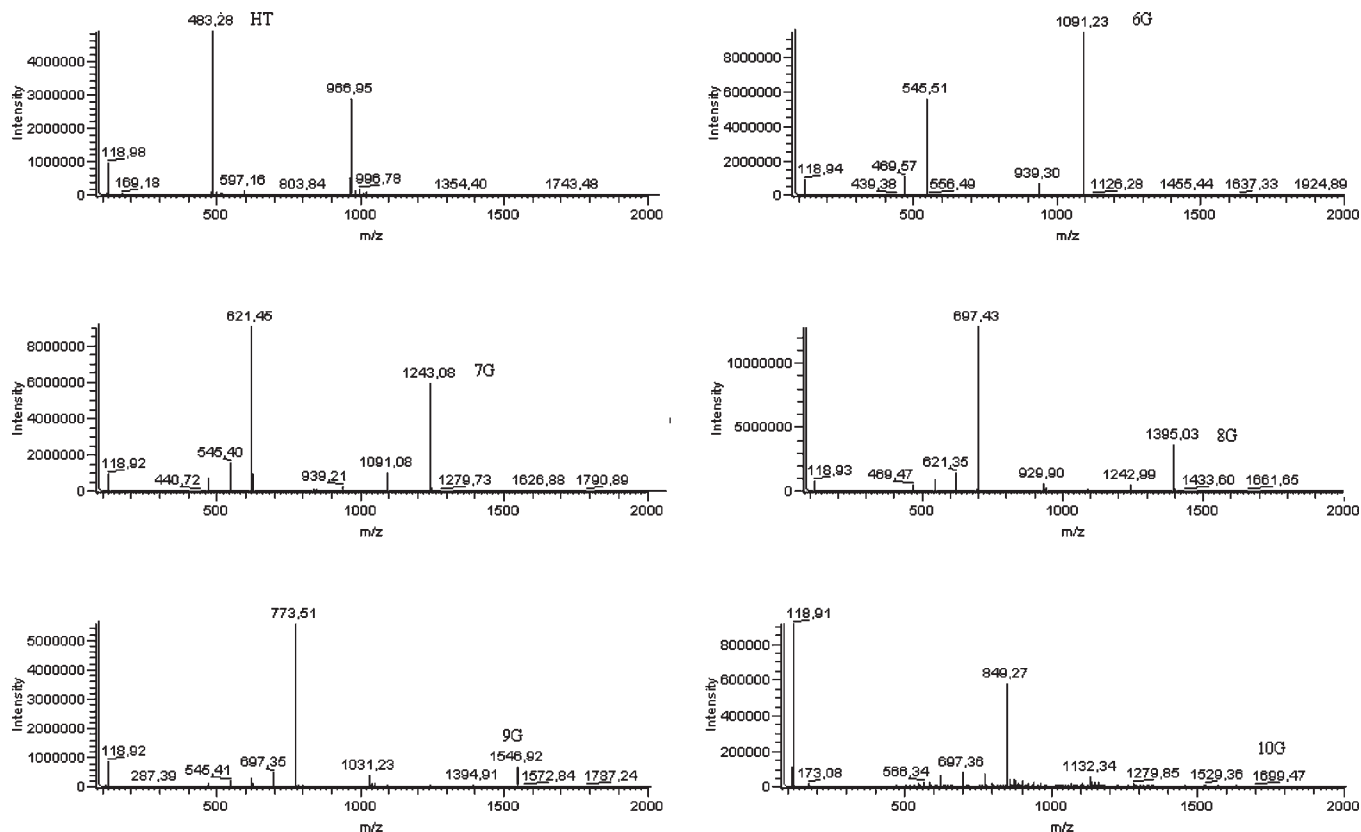 483,28 HT
4000000
3000000
2000000
1000000
0
Intensity
966,95
118,98
169,18 597,16 803,84 996,78 1354,40 1743,48
500 1000 1500 2000
m/z
1091,23 6G
8000000
6000000
4000000
2000000
0
Intensity
545,51
118,94 469,57 939,30
439,38 556,49 1126,28 1455,44 1637,33 1924,89
500 1000 1500 2000
m/z
621,45
8000000
6000000
4000000
2000000
0
Intensity
1243,08 7G
545,40
118,92 440,72 939,21 1091,08 1279,73 1626,88 1790,89
500 1000 1500 2000
m/z
697,43
10000000
5000000
0
Intensity
1395,03 8G
118,93 469,47 621,35 929,90 1242,99 1433,60 1661,65
500 1000 1500 2000
m/z
773,51
5000000
4000000
3000000
2000000
1000000
0
Intensity
9G
118,92 545,41 697,35 1031,23 1546,92
287,39 1394,91 1572,84 1787,24
500 1000 1500 2000
m/z
118,91
800000
600000
400000
200000
0
Intensity
849,27
10G
173,08 566,34 697,36 1132,34 1279,85 1529,36 1699,47
500 1000 1500 2000
m/z